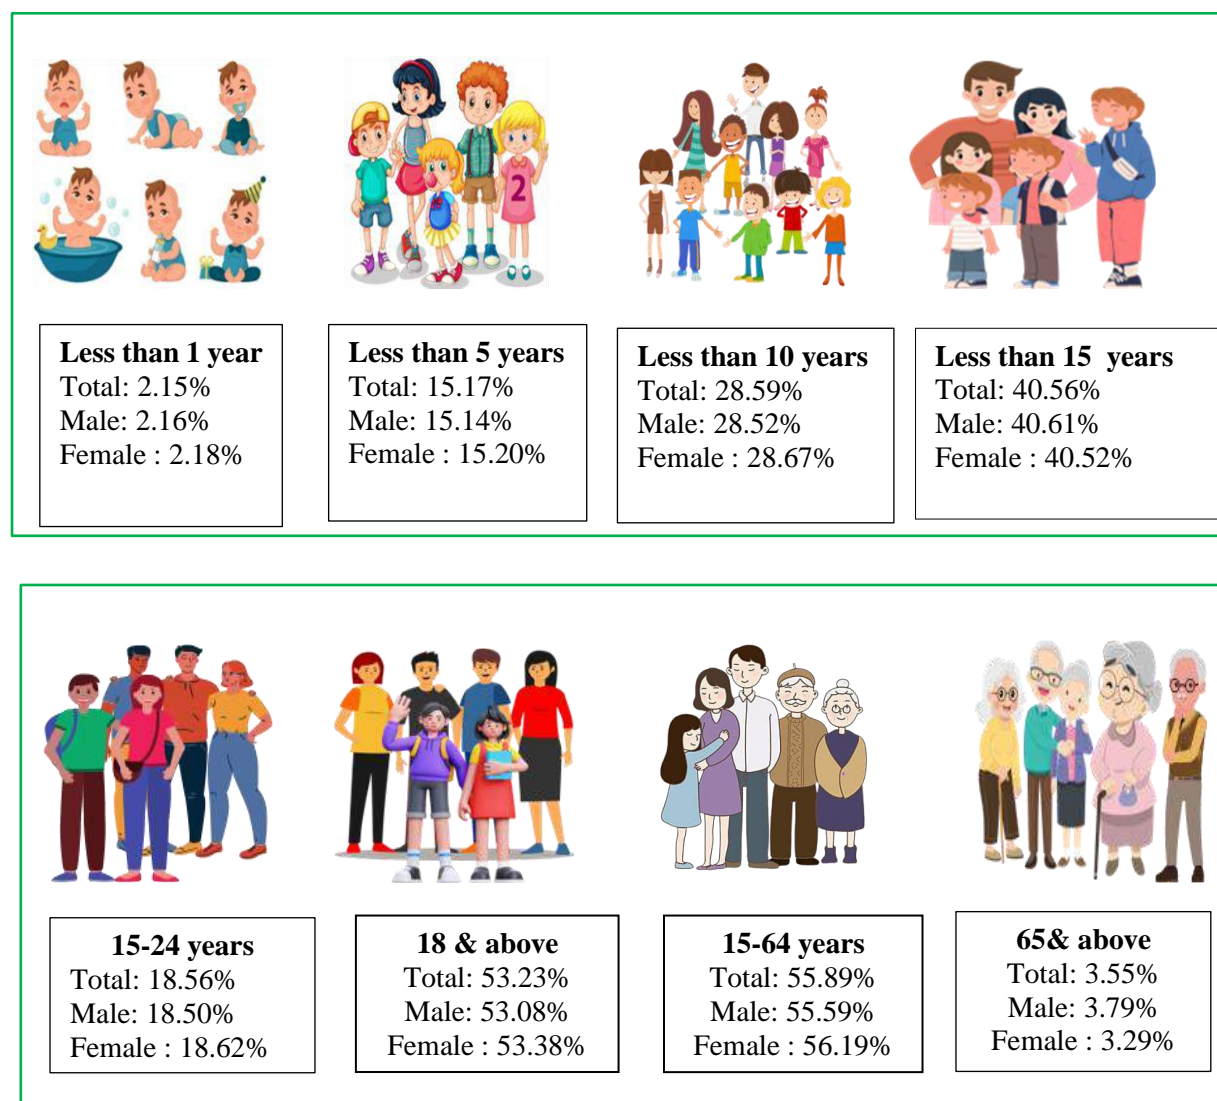 2
Less than 1 year
Total: 2.15%
Male: 2.16%
Female : 2.18%
Less than 5 years
Total: 15.17%
Male: 15.14%
Female : 15.20%
Less than 10 years
Total: 28.59%
Male: 28.52%
Female : 28.67%
Less than 15 years
Total: 40.56%
Male: 40.61%
Female : 40.52%
15-24 years
Total: 18.56%
Male: 18.50%
Female : 18.62%
18 & above
Total: 53.23%
Male: 53.08%
Female : 53.38%
15-64 years
Total: 55.89%
Male: 55.59%
Female : 56.19%
65& above
Total: 3.55%
Male: 3.79%
Female : 3.29%